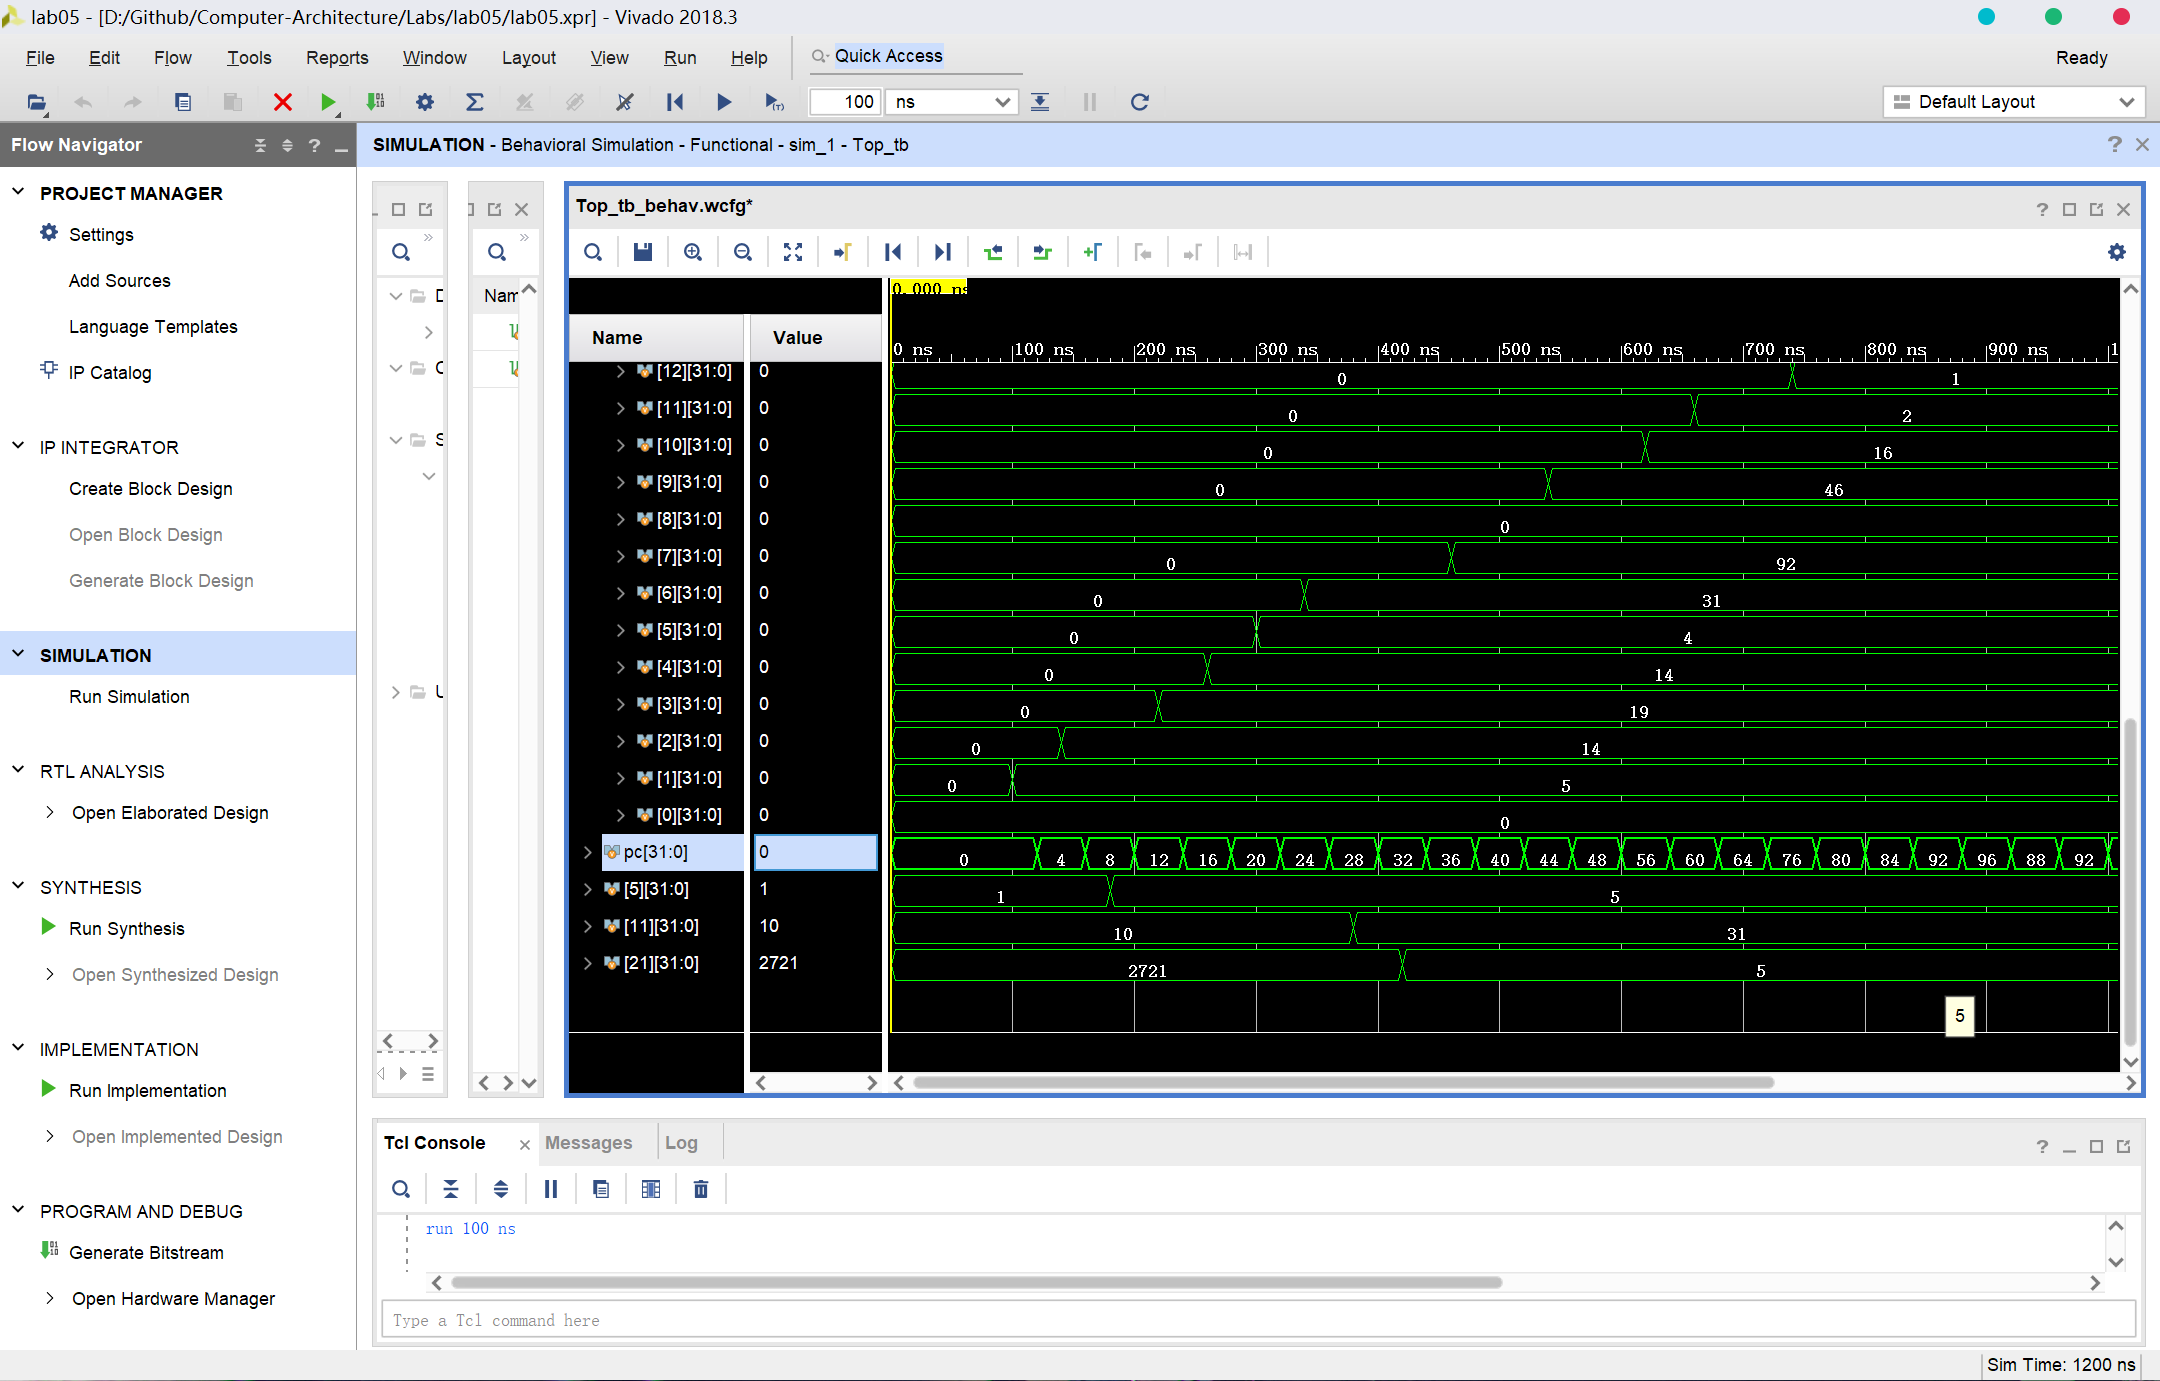 lab05 - [D:/Github/Computer-Architecture/Labs/lab05/lab05.xpr] - Vivado 2018.3
File Edit Flow Tools Reports Window Layout View Run Help Quick Access Ready
100 ns Default Layout
Flow Navigator
PROJECT MANAGER
Settings
Add Sources
Language Templates
IP Catalog
IP INTEGRATOR
Create Block Design
Open Block Design
Generate Block Design
SIMULATION
Run Simulation
RTL ANALYSIS
Open Elaborated Design
SYNTHESIS
Run Synthesis
Open Synthesized Design
IMPLEMENTATION
Run Implementation
Open Implemented Design
PROGRAM AND DEBUG
Generate Bitstream
Open Hardware Manager
SIMULATION - Behavioral Simulation - Functional - sim_1 - Top_tb
Nam
Top_tb_behav.wcfg*
0.000 ns
Name Value
0 ns 100 ns 200 ns 300 ns 400 ns 500 ns 600 ns 700 ns 800 ns 900 ns 1
[12][31:0] 0 0 1
[11][31:0] 0 0 2
[10][31:0] 0 0 16
[9][31:0] 0 0 46
[8][31:0] 0 0
[7][31:0] 0 0 92
[6][31:0] 0 0 31
[5][31:0] 0 0 4
[4][31:0] 0 0 14
[3][31:0] 0 0 19
[2][31:0] 0 0 14
[1][31:0] 0 0 5
[0][31:0] 0 0
pc[31:0] 0 0 4 8 12 16 20 24 28 32 36 40 44 48 56 60 64 76 80 84 92 96 88 92
[5][31:0] 1 1 5
[11][31:0] 10 10 31
[21][31:0] 2721 2721 5
5
Tcl Console Messages Log
run 100 ns
Type a Tcl command here
Sim Time: 1200 ns